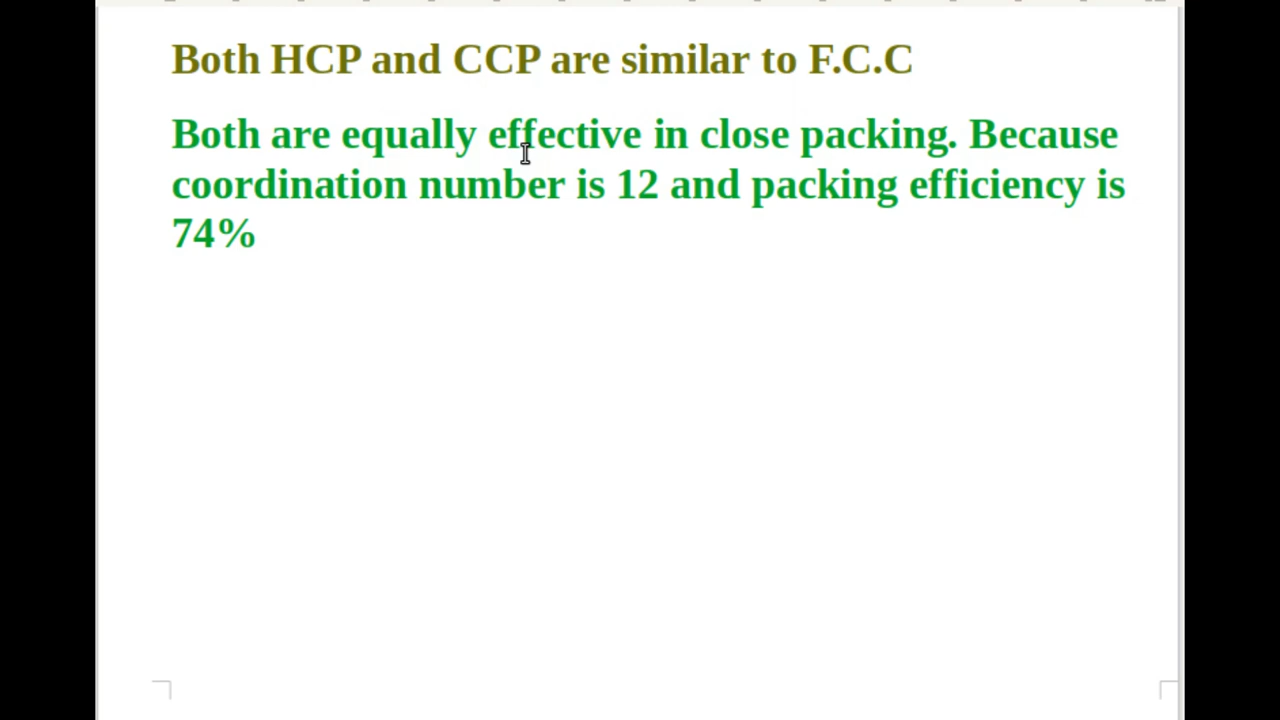 Both HCP and CCP are similar to F.C.C
Both are equally effective in close packing. Because
coordination number is 12 and packing efficiency is
74%